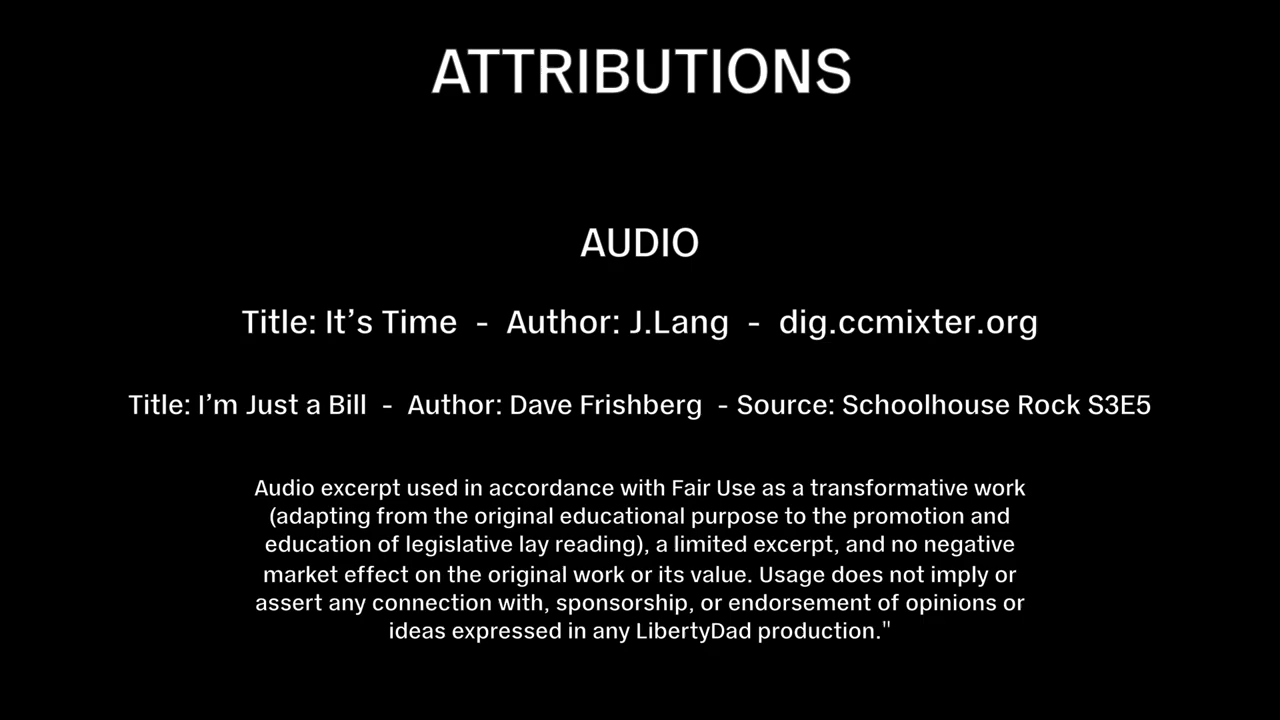 ATTRIBUTIONS
AUDIO
Title: It’s Time - Author: J.Lang - dig.ccmixter.org
Title: I’m Just a Bill - Author: Dave Frishberg - Source: Schoolhouse Rock S3E5
Audio excerpt used in accordance with Fair Use as a transformative work
(adapting from the original educational purpose to the promotion and
education of legislative lay reading), a limited excerpt, and no negative
market effect on the original work or its value. Usage does not imply or
assert any connection with, sponsorship, or endorsement of opinions or
ideas expressed in any LibertyDad production."